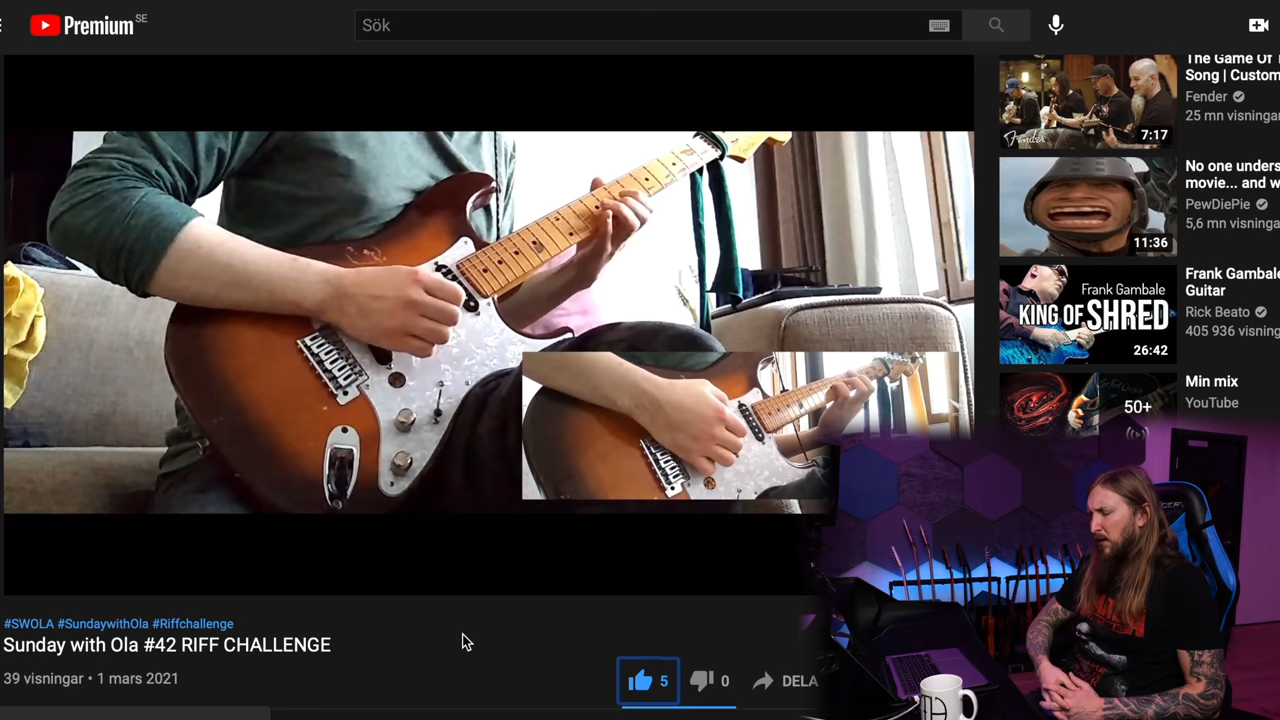 Premium SE
Sök
The Game Of
Song | Custom
Fender
25 mn visninga
Fender
7:17
No one unders
movie... and w
PewDiePie
5,6 mn visninga
11:36
Frank Gambale
KING OF SHRED
26:42
Frank Gambale
Guitar
Rick Beato
405 936 visning
50+
Min mix
YouTube
#SWOLA #SundaywithOla #Riffchallenge
Sunday with Ola #42 RIFF CHALLENGE
39 visningar • 1 mars 2021
5
0
DELA